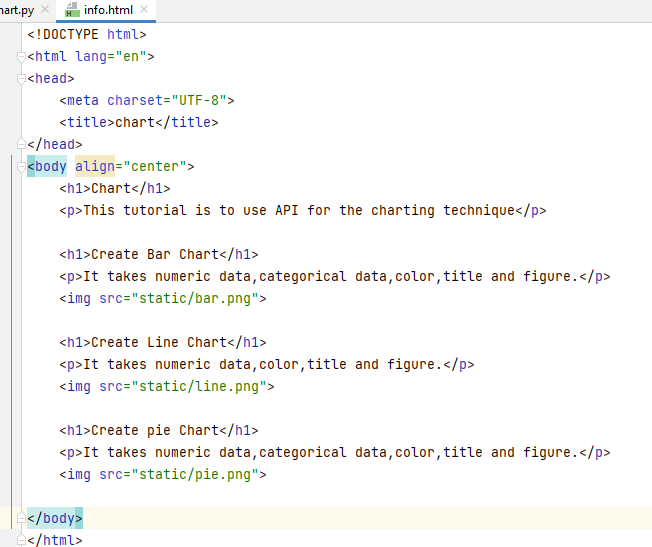 hart.py
info.html
<!DOCTYPE html>
<html lang="en">
<head>
    <meta charset="UTF-8">
    <title>chart</title>
</head>
<body align="center">
    <h1>Chart</h1>
    <p>This tutorial is to use API for the charting technique</p>
    <h1>Create Bar Chart</h1>
    <p>It takes numeric data,categorical data,color,title and figure.</p>
    <img src="static/bar.png">
    <h1>Create Line Chart</h1>
    <p>It takes numeric data,color,title and figure.</p>
    <img src="static/line.png">
    <h1>Create pie Chart</h1>
    <p>It takes numeric data,categorical data,color,title and figure.</p>
    <img src="static/pie.png">
</body>
</html>